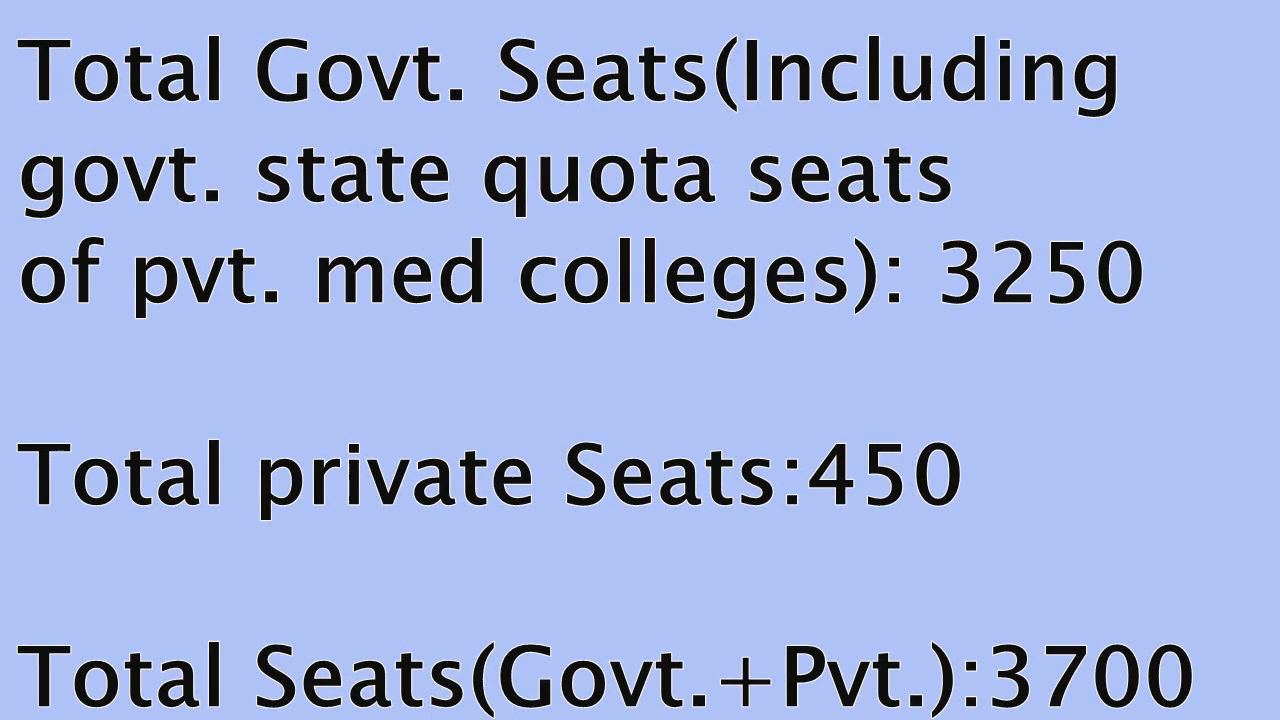 Total Govt. Seats(Including
govt. state quota seats
of pvt. med colleges): 3250
Total private Seats:450
Total Seats(Govt.+Pvt.):3700